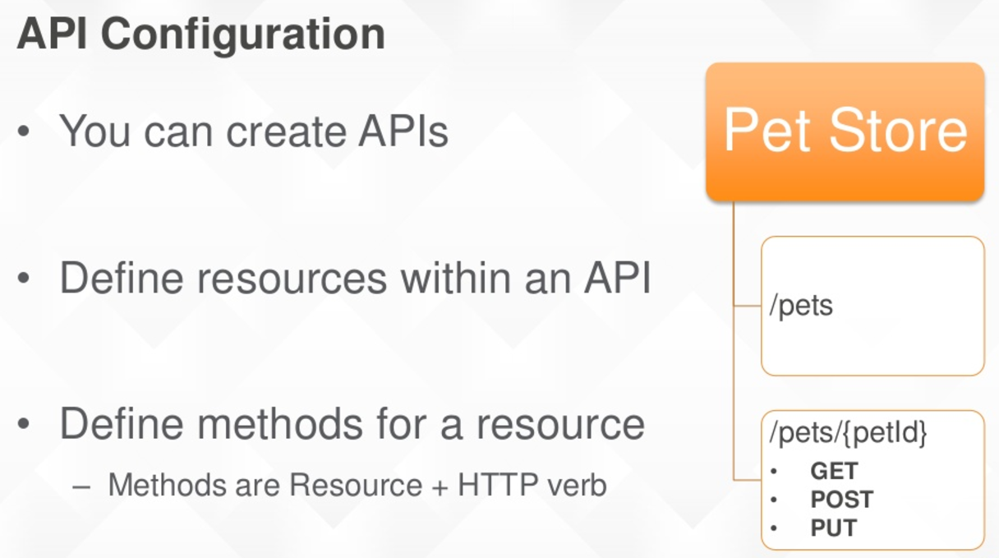 API Configuration
• You can create APIs
• Define resources within an API
• Define methods for a resource
– Methods are Resource + HTTP verb
Pet Store
/pets
/pets/{petId}
• GET
• POST
• PUT